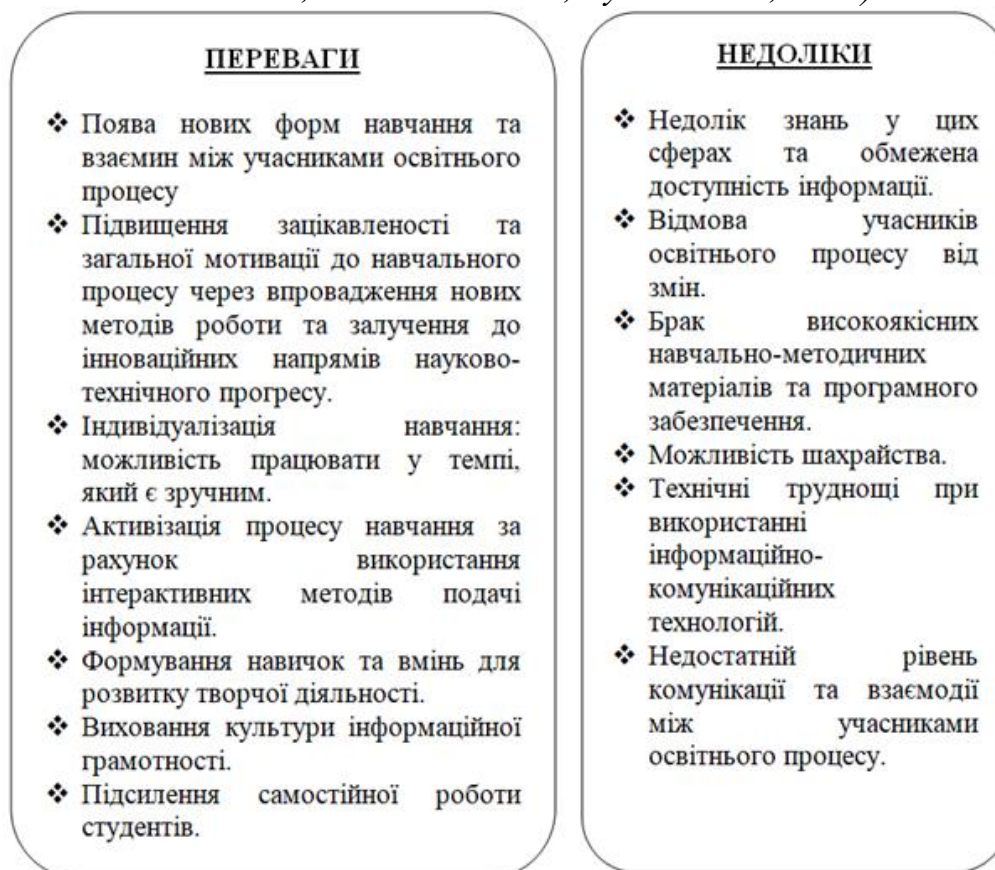 ПЕРЕВАГИ
❖ Поява нових форм навчання та
взаємин між учасниками освітнього
процесу
❖ Підвищення зацікавленості та
загальної мотивації до навчального
процесу через впровадження нових
методів роботи та залучення до
інноваційних напрямів науково-
технічного прогресу.
❖ Індивідуалізація навчання:
можливість працювати у темпі,
який є зручним.
❖ Активізація процесу навчання за
рахунок використання
інтерактивних методів подачі
інформації.
❖ Формування навичок та вмінь для
розвитку творчої діяльності.
❖ Виховання культури інформаційної
грамотності.
❖ Підсилення самостійної роботи
студентів.
НЕДОЛІКИ
❖ Недолік знань у цих
сферах та обмежена
доступність інформації.
❖ Відмова учасників
освітнього процесу від
змін.
❖ Брак високоякісних
навчально-методичних
матеріалів та програмного
забезпечення.
❖ Можливість шахрайства.
❖ Технічні труднощі при
використанні
інформаційно-
комунікаційних
технологій.
❖ Недостатній рівень
комунікації та взаємодії
між учасниками
освітнього процесу.